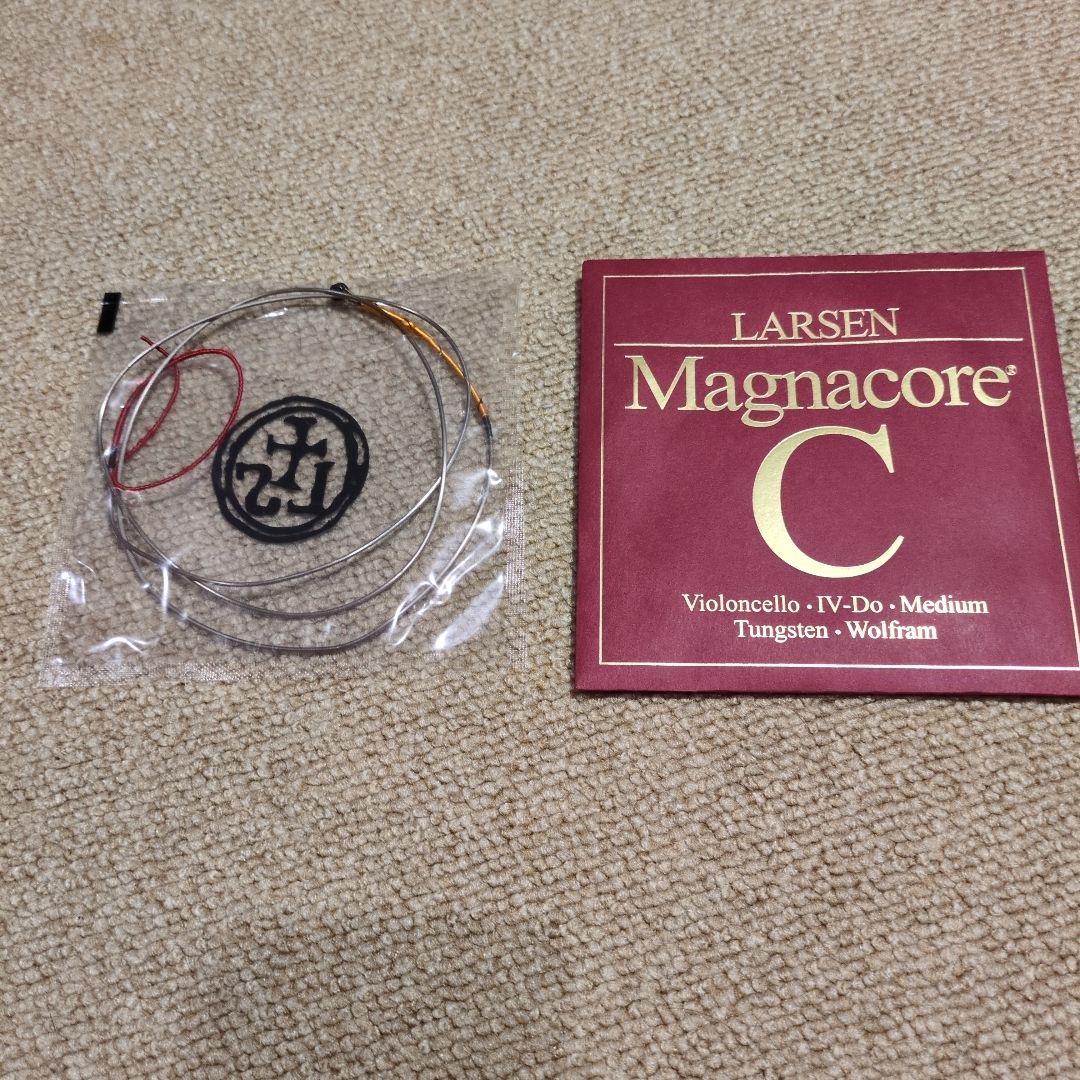 LARSEN
Magnacore®
C
Violoncello • IV-Do • Medium
Tungsten • Wolfram